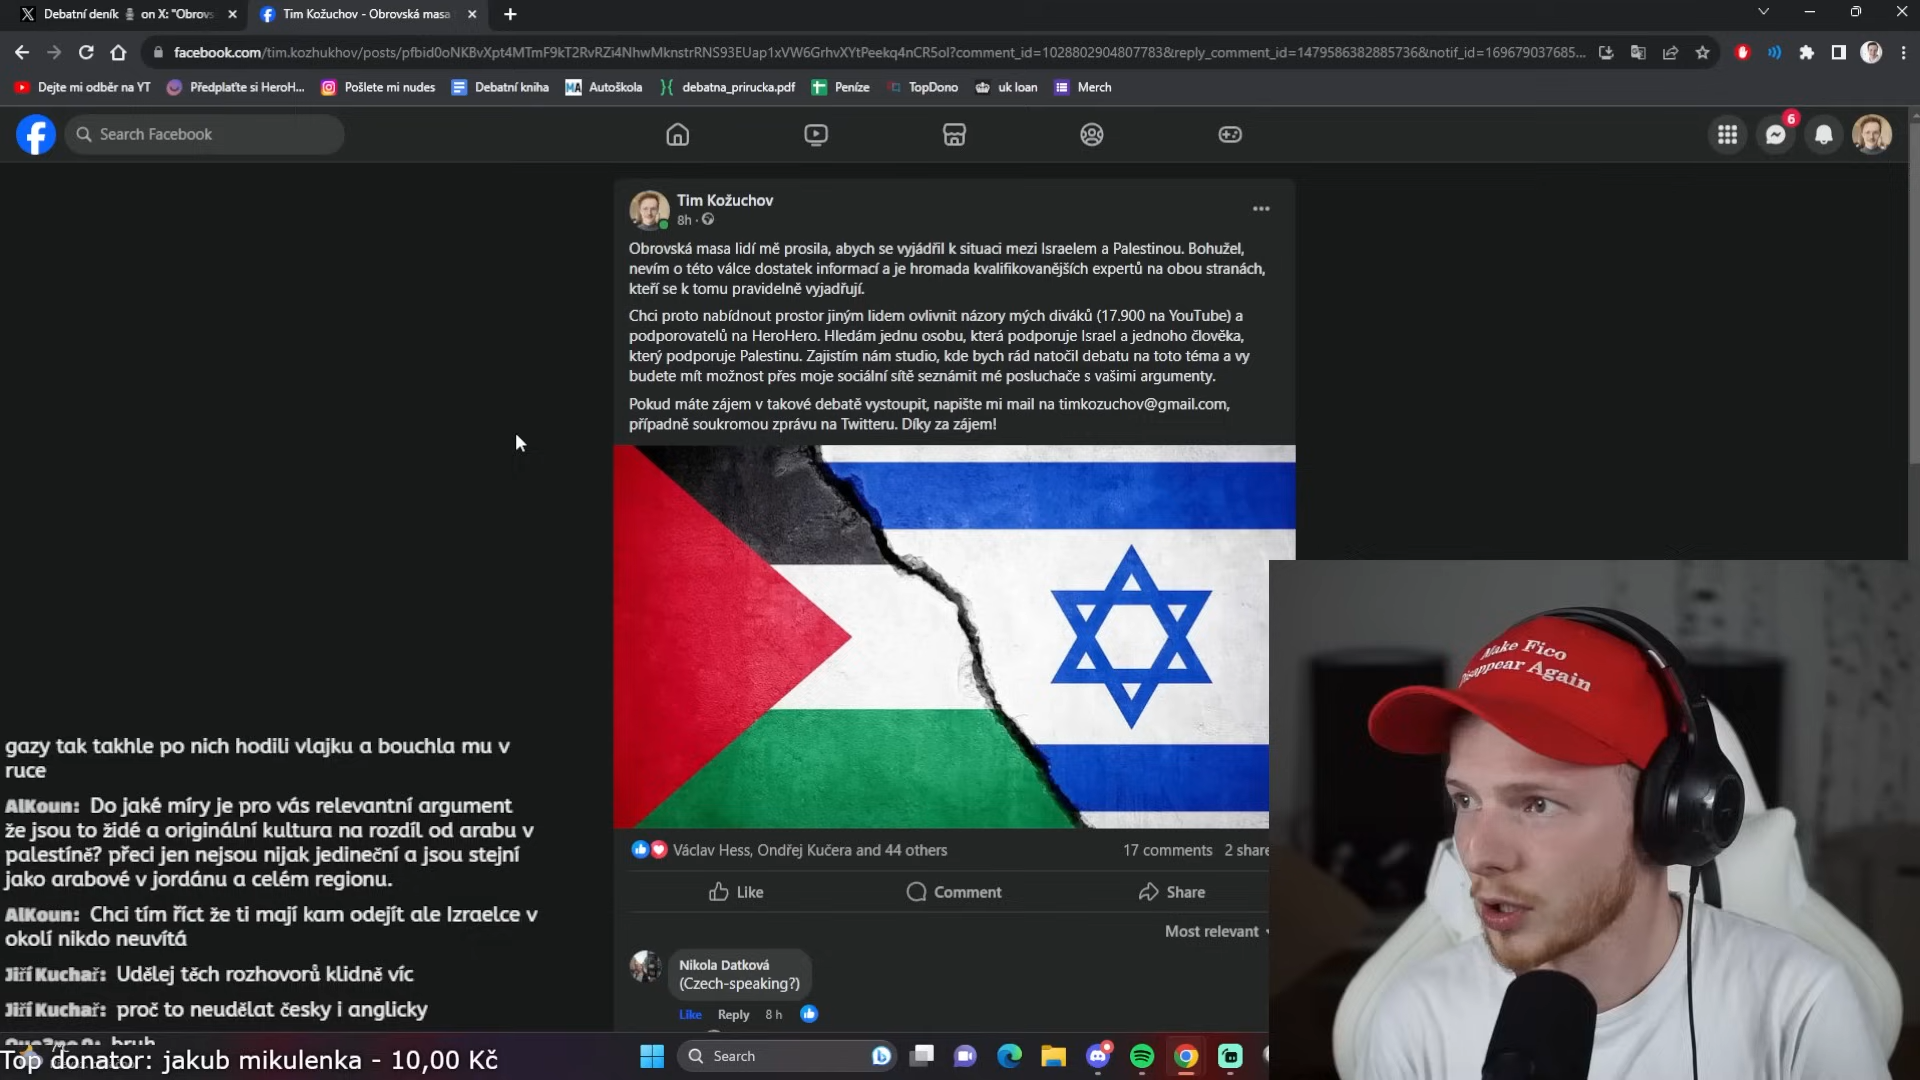 Debatní deník on X: "Obrovs
Tim Kožuchov - Obrovská masa
facebook.com/tim.kozhukhov/posts/pfbid0oNKBvXpt4MTmF9kT2RvRZi4NhwMknstrRNS93EUap1xVW6GrhvXYtPeekq4nCR5ol?comment_id=1028802904807783&reply_comment_id=1479586382885736&notif_id=169679037685...
Dejte mi odběr na YT
Předplaťte si HeroH...
Pošlete mi nudes
Debatní kniha
MA Autoškola
debatna_prirucka.pdf
Peníze
TopDono
uk loan
Merch
Search Facebook
6
Tim Kožuchov
8h ·
Obrovská masa lidí mě prosila, abych se vyjádřil k situaci mezi Israelem a Palestinou. Bohužel,
nevím o této válce dostatek informací a je hromada kvalifikovanějších expertů na obou stranách,
kteří se k tomu pravidelně vyjadřují.
Chci proto nabídnout prostor jiným lidem ovlivnit názory mých diváků (17.900 na YouTube) a
podporovatelů na HeroHero. Hledám jednu osobu, která podporuje Israel a jednoho člověka,
který podporuje Palestinu. Zajistím nám studio, kde bych rád natočil debatu na toto téma a vy
budete mít možnost přes moje sociální sítě seznámit mé posluchače s vašimi argumenty.
Pokud máte zájem v takové debatě vystoupit, napište mi mail na timkozuchov@gmail.com,
případně soukromou zprávu na Twitteru. Díky za zájem!
Václav Hess, Ondřej Kučera and 44 others
17 comments 2 share
Like
Comment
Share
Most relevant
Nikola Datková
(Czech-speaking?)
Like Reply 8 h
gazy tak takhle po nich hodili vlajku a bouchla mu v
ruce
AlKoun: Do jaké míry je pro vás relevantní argument
že jsou to židé a originální kultura na rozdíl od arabu v
palestíně? přeci jen nejsou nijak jedineční a jsou stejní
jako arabové v jordánu a celém regionu.
AlKoun: Chci tím říct že ti mají kam odejít ale Izraelce v
okolí nikdo neuvítá
Jiří Kuchař: Udělej těch rozhovorů klidně víc
Jiří Kuchař: proč to neudělat česky i anglicky
bruh
Top donator: jakub mikulenka - 10,00 Kč
Search
Make Fico
Disappear Again